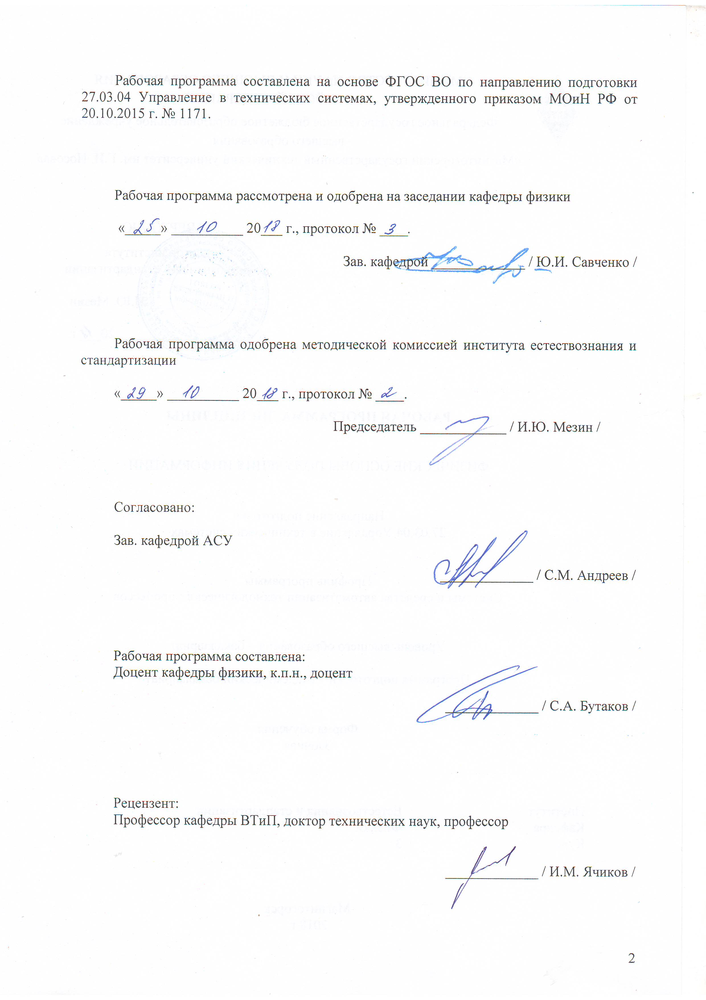 Рабочая программа составлена на основе ФГОС ВО по направлению подготовки
27.03.04 Управление в технических системах, утвержденного приказом МОиН РФ от
20.10.2015 г. № 1171.
Рабочая программа рассмотрена и одобрена на заседании кафедры физики
«25» 10 2018 г., протокол № 3.
Зав. кафедрой / Ю.И. Савченко /
Рабочая программа одобрена методической комиссией института естествознания и
стандартизации
«29» 10 2018 г., протокол № 2.
Председатель / И.Ю. Мезин /
Согласовано:
Зав. кафедрой АСУ
/ С.М. Андреев /
Рабочая программа составлена:
Доцент кафедры физики, к.п.н., доцент
/ С.А. Бутаков /
Рецензент:
Профессор кафедры ВТиП, доктор технических наук, профессор
/ И.М. Ячиков /
2